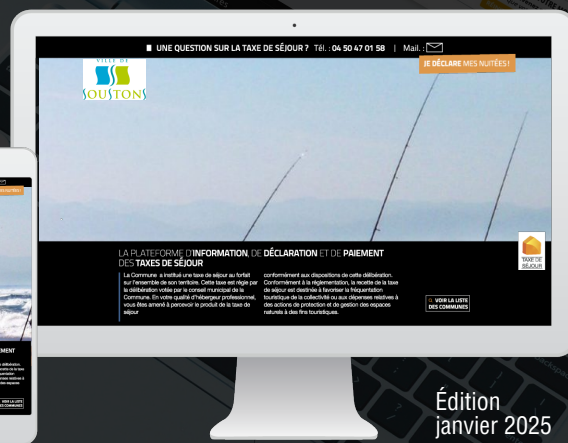 UNE QUESTION SUR LA TAXE DE SÉJOUR ? Tél. : 04 50 47 01 58 | Mail. :
VILLE DE
SOUSTONS
JE DÉCLARE MES NUITÉES !
LA PLATEFORME D'INFORMATION, DE DÉCLARATION ET DE PAIEMENT
DES TAXES DE SÉJOUR
La Commune a institué une taxe de séjour au forfait
sur l'ensemble de son territoire. Cette taxe est régie par
la délibération votée par le conseil municipal de la
Commune. En votre qualité d'hébergeur professionnel,
vous êtes amené à percevoir le produit de la taxe de
séjour
conformément aux dispositions de cette délibération.
Conformément à la réglementation, la recette de la taxe
de séjour est destinée à favoriser la fréquentation
touristique de la collectivité ou aux dépenses relatives à
des actions de protection et de gestion des espaces
naturels à des fins touristiques.
TAXE DE
SÉJOUR
VOIR LA LISTE
DES COMMUNES
Édition
janvier 2025